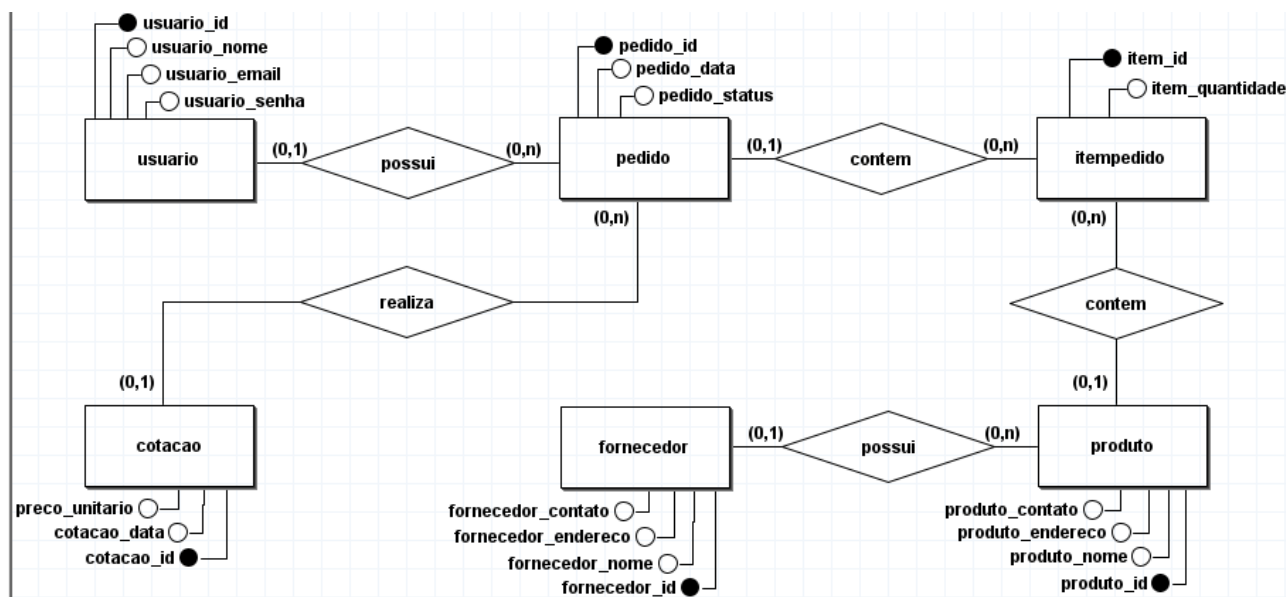 usuario_id
usuario_nome
usuario_email
usuario_senha
pedido_id
pedido_data
pedido_status
item_id
item_quantidade
usuario
(0,1)
possui
(0,n)
pedido
(0,1)
contem
(0,n)
itempedido
(0,n)
(0,n)
realiza
contem
(0,1)
(0,1)
cotacao
fornecedor
(0,1)
possui
(0,n)
produto
preco_unitario
cotacao_data
cotacao_id
fornecedor_contato
fornecedor_endereco
fornecedor_nome
fornecedor_id
produto_contato
produto_endereco
produto_nome
produto_id